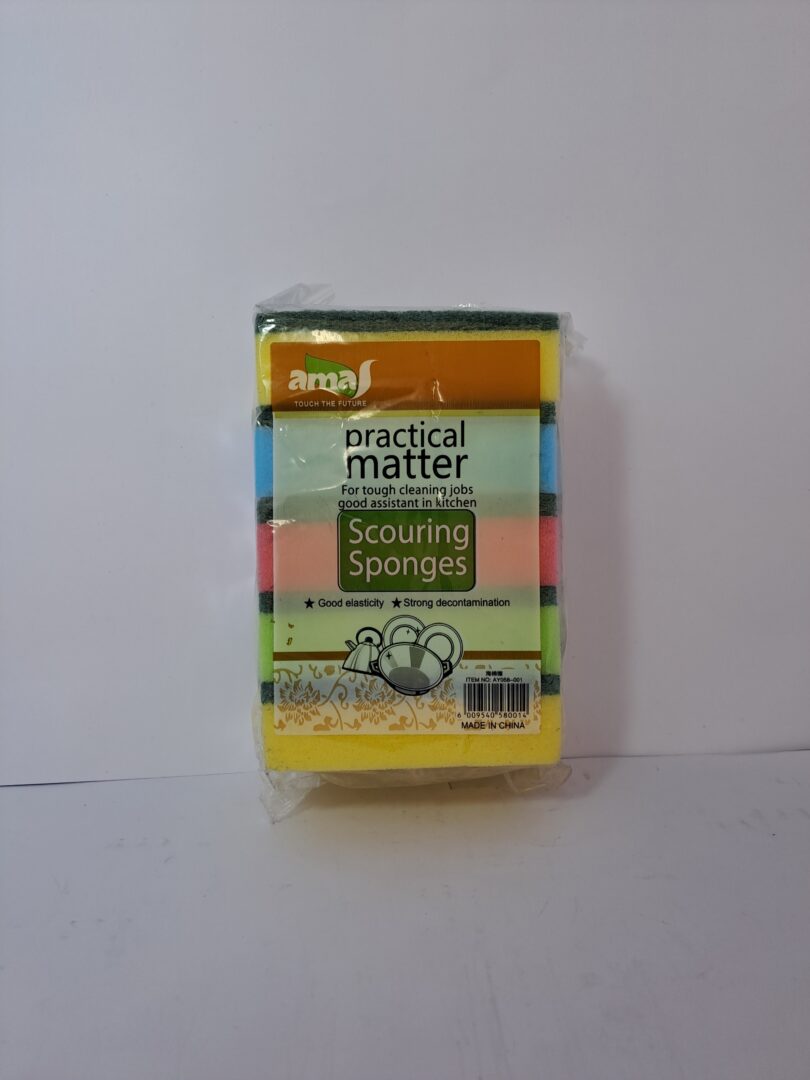 amas
TOUCH THE FUTURE
practical
matter
For tough cleaning jobs
good assistant in kitchen
Scouring
Sponges
★ Good elasticity ★ Strong decontamination
ITEM NO: AY058-001
6 009540 580014
MADE IN CHINA